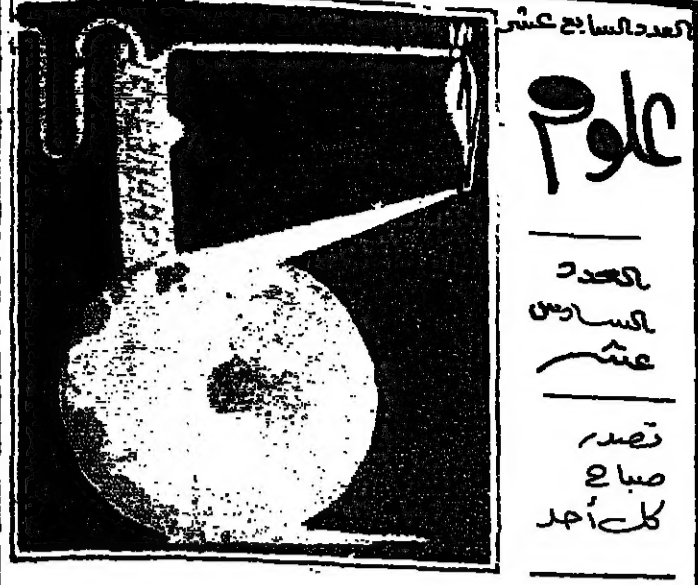 العدد السابع عشر
علوم
العدد
السادس
عشر
تصدر
صباح
كل أحد